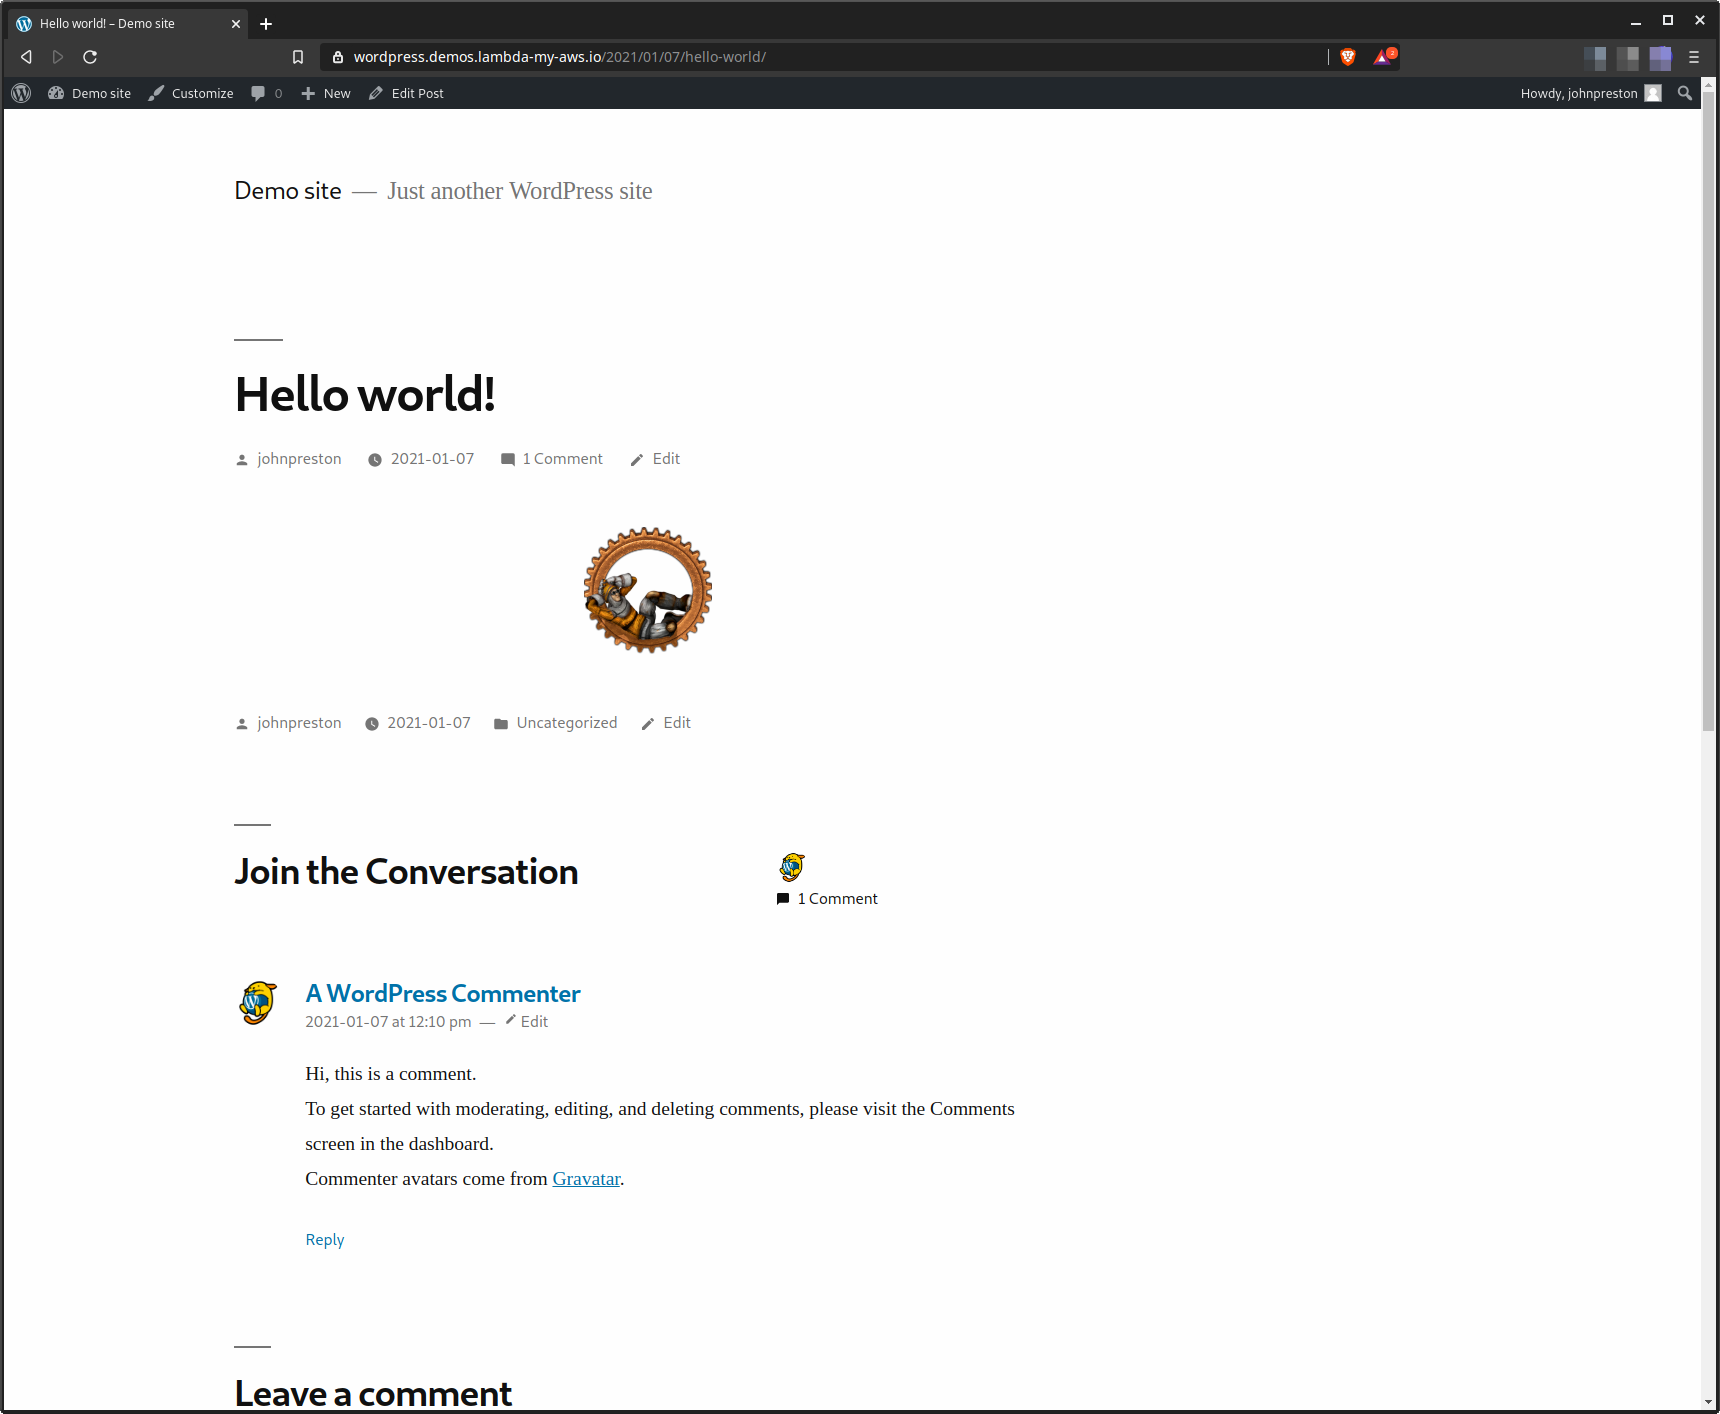 Hello world! – Demo site
wordpress.demos.lambda-my-aws.io/2021/01/07/hello-world/
2
Demo site Customize 0 New Edit Post Howdy, johnpreston
Demo site — Just another WordPress site
Hello world!
johnpreston 2021-01-07 1 Comment Edit
johnpreston 2021-01-07 Uncategorized Edit
Join the Conversation
1 Comment
A WordPress Commenter
2021-01-07 at 12:10 pm — Edit
Hi, this is a comment.
To get started with moderating, editing, and deleting comments, please visit the Comments
screen in the dashboard.
Commenter avatars come from Gravatar.
Reply
Leave a comment